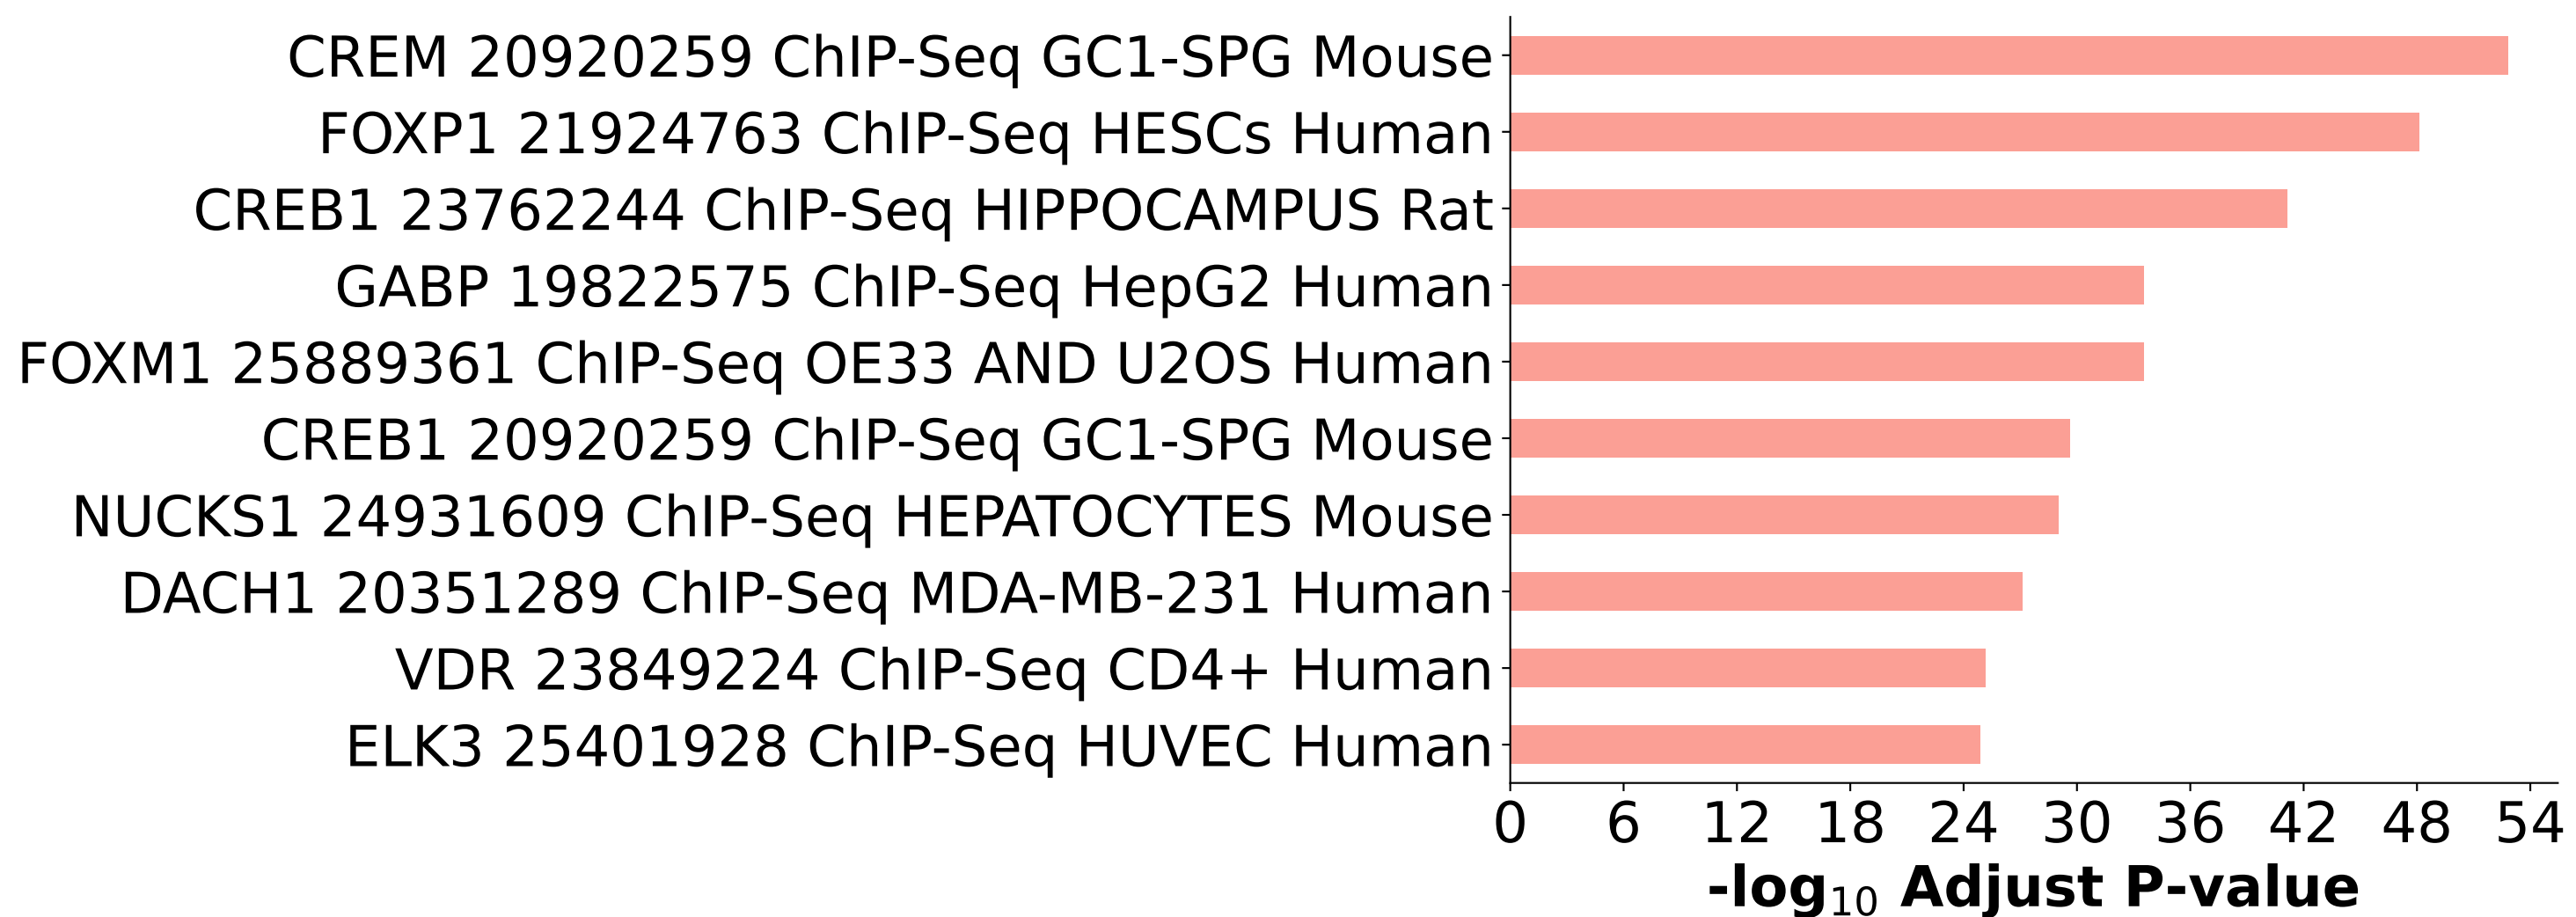 CREM 20920259 ChIP-Seq GC1-SPG Mouse
FOXP1 21924763 ChIP-Seq HESCs Human
CREB1 23762244 ChIP-Seq HIPPOCAMPUS Rat
GABP 19822575 ChIP-Seq HepG2 Human
FOXM1 25889361 ChIP-Seq OE33 AND U2OS Human
CREB1 20920259 ChIP-Seq GC1-SPG Mouse
NUCKS1 24931609 ChIP-Seq HEPATOCYTES Mouse
DACH1 20351289 ChIP-Seq MDA-MB-231 Human
VDR 23849224 ChIP-Seq CD4+ Human
ELK3 25401928 ChIP-Seq HUVEC Human
0 6 12 18 24 30 36 42 48 54
-log₁₀ Adjust P-value